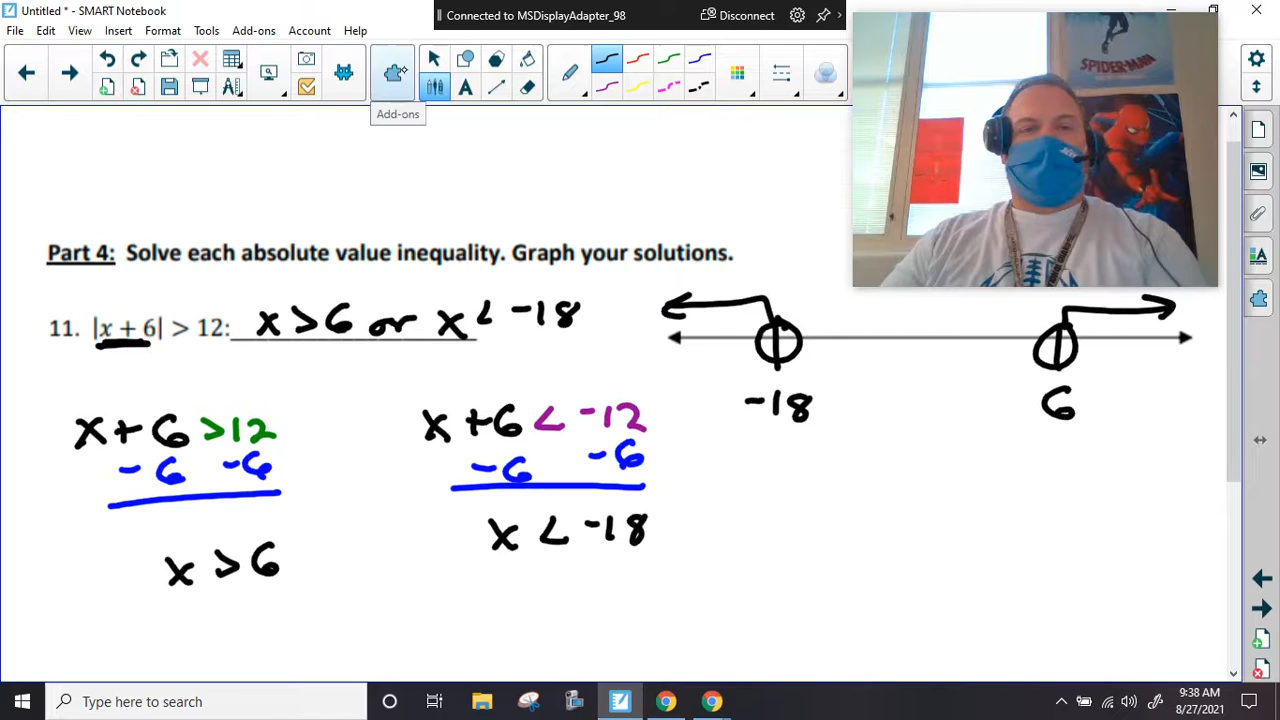 Untitled * - SMART Notebook
Connected to MSDisplayAdapter_98
Disconnect
File Edit View Insert Format Tools Add-ons Account Help
Add-ons
SPIDER-MAN
Part 4: Solve each absolute value inequality. Graph your solutions.
11. |x + 6| > 12: x > 6 or x < -18
-18 6
x + 6 > 12 x + 6 < -12
- 6 - 6 - 6 - 6
x > 6 x < -18
Type here to search
9:38 AM
8/27/2021